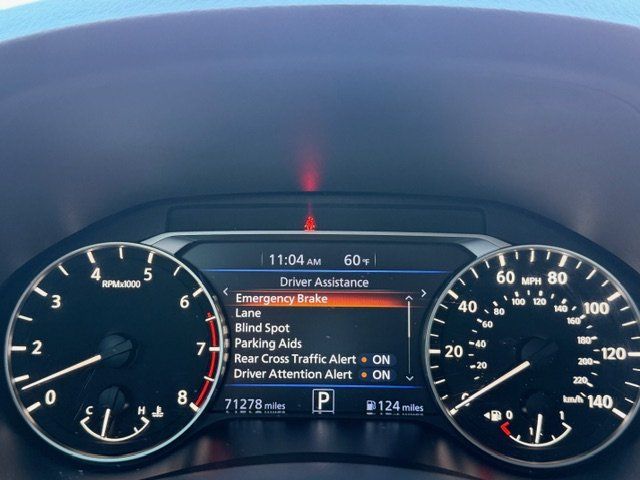 11:04 AM 60°F
Driver Assistance
Emergency Brake
Lane
Blind Spot
Parking Aids
Rear Cross Traffic Alert ON
Driver Attention Alert ON
71278 miles P 124 miles
RPMx1000
0 2 3 4 5 6 7 8
C H
MPH
0 20 40 60 80 100 120 140
20 40 60 80 100 120 140 160 180 200 220
km/h
0 1